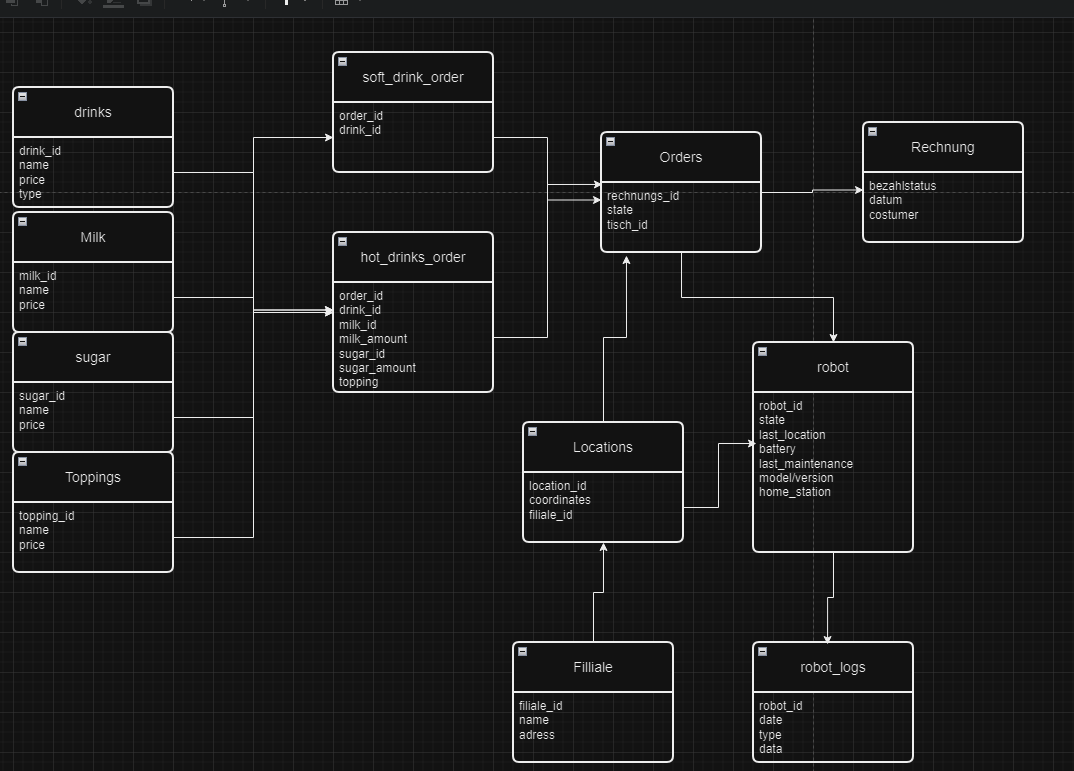 drinks
drink_id
name
price
type
Milk
milk_id
name
price
sugar
sugar_id
name
price
Toppings
topping_id
name
price
soft_drink_order
order_id
drink_id
hot_drinks_order
order_id
drink_id
milk_id
milk_amount
sugar_id
sugar_amount
topping
Orders
rechnungs_id
state
tisch_id
Rechnung
bezahlstatus
datum
costumer
Locations
location_id
coordinates
filiale_id
robot
robot_id
state
last_location
battery
last_maintenance
model/version
home_station
Filliale
filiale_id
name
adress
robot_logs
robot_id
date
type
data